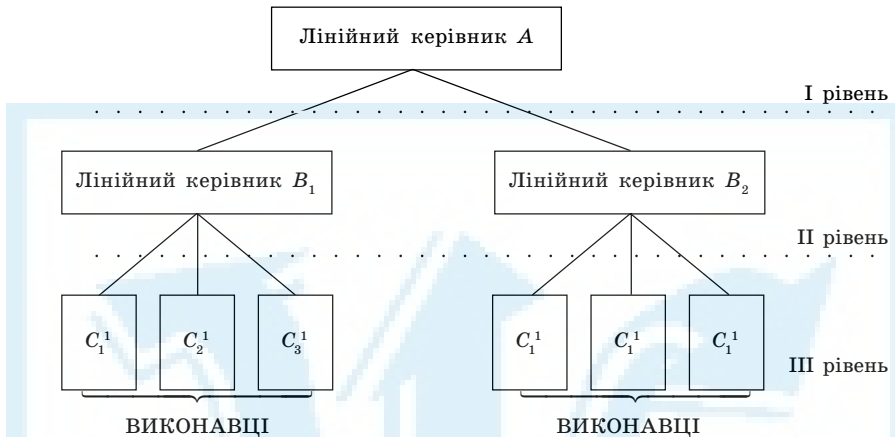 Лінійний керівник A
I рівень
Лінійний керівник B₁ Лінійний керівник B₂
II рівень
C₁¹ C₂¹ C₃¹ C₁¹ C₁¹ C₁¹
III рівень
ВИКОНАВЦІ ВИКОНАВЦІ